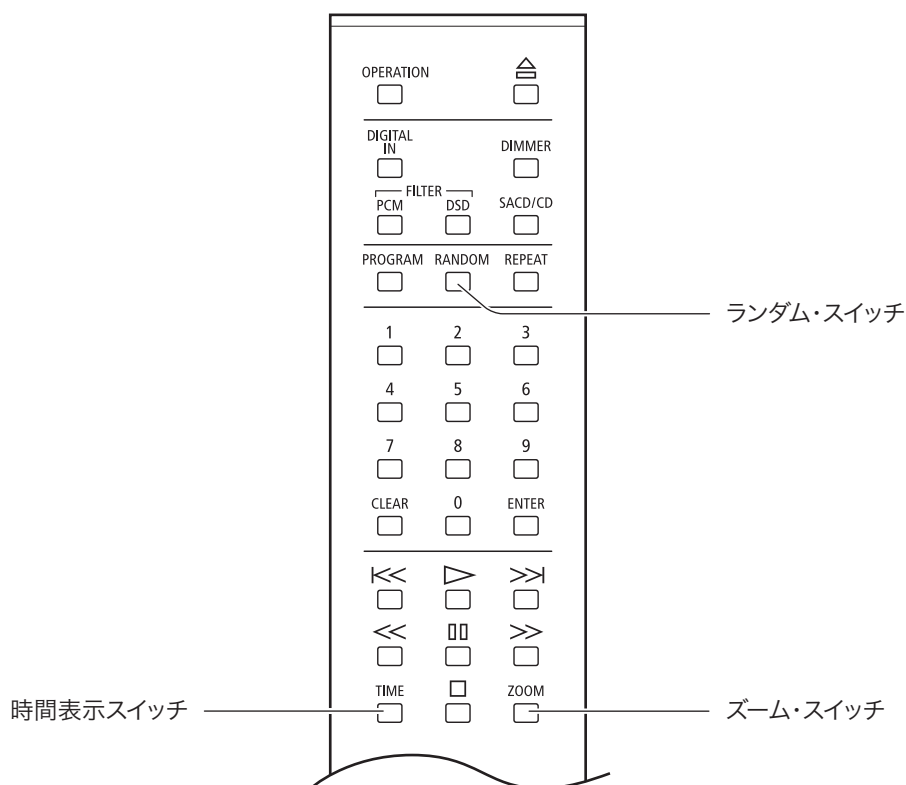 OPERATION
DIGITAL
IN
DIMMER
FILTER
PCM
DSD
SACD/CD
PROGRAM RANDOM REPEAT
ランダム・スイッチ
1 2 3
4 5 6
7 8 9
CLEAR 0 ENTER
時間表示スイッチ
TIME
ZOOM
ズーム・スイッチ